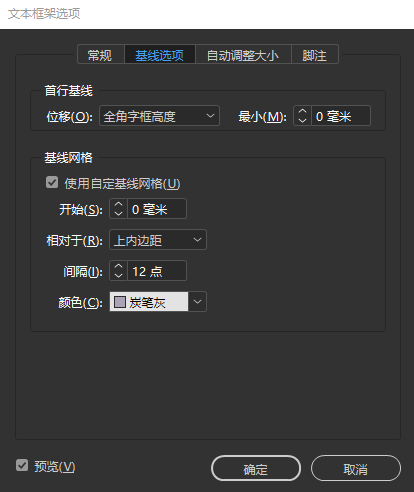 文本框架选项
常规 基线选项 自动调整大小 脚注
首行基线
位移(O): 全角字框高度 最小(M): 0 毫米
基线网格
使用自定基线网格(U)
开始(S): 0 毫米
相对于(R): 上内边距
间隔(I): 12 点
颜色(C): 炭笔灰
预览(V) 确定 取消